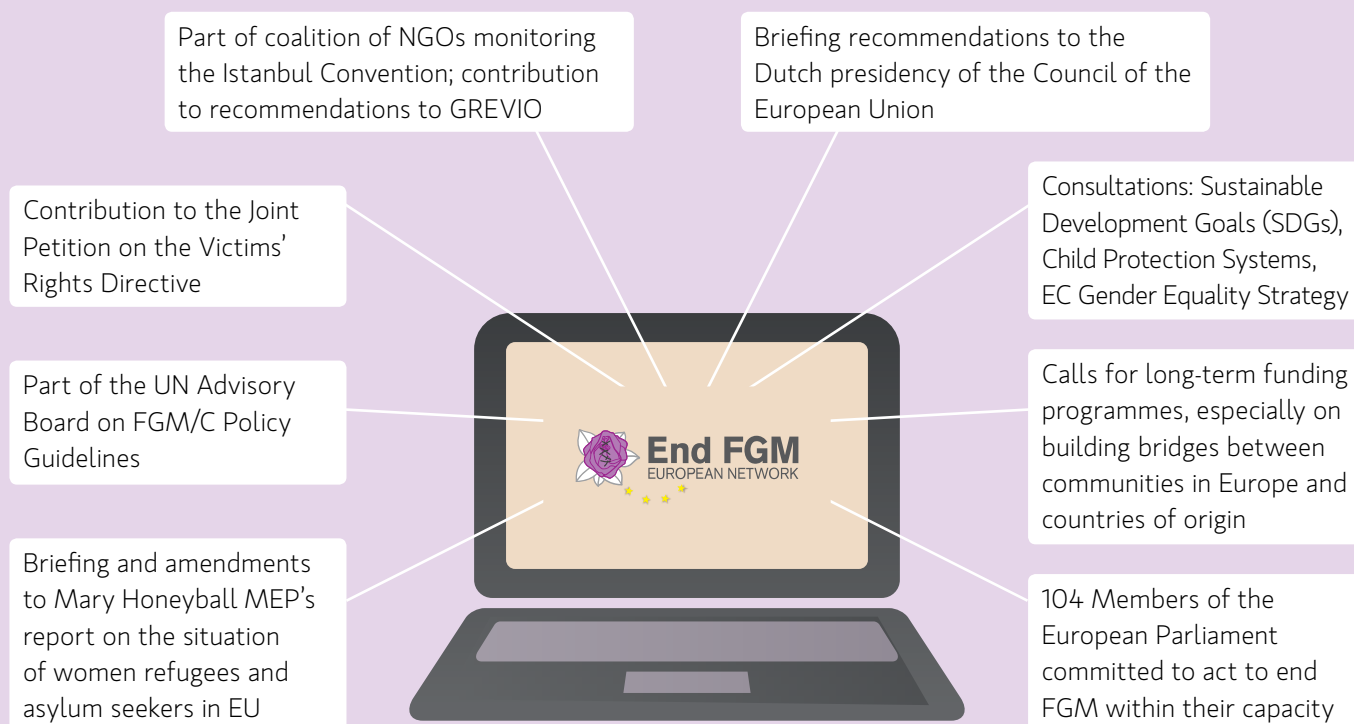 Part of coalition of NGOs monitoring
the Istanbul Convention; contribution
to recommendations to GREVIO
Briefing recommendations to the
Dutch presidency of the Council of the
European Union
Contribution to the Joint
Petition on the Victims’
Rights Directive
Consultations: Sustainable
Development Goals (SDGs),
Child Protection Systems,
EC Gender Equality Strategy
Part of the UN Advisory
Board on FGM/C Policy
Guidelines
Calls for long-term funding
programmes, especially on
building bridges between
communities in Europe and
countries of origin
End FGM
EUROPEAN NETWORK
Briefing and amendments
to Mary Honeyball MEP’s
report on the situation
of women refugees and
asylum seekers in EU
104 Members of the
European Parliament
committed to act to end
FGM within their capacity